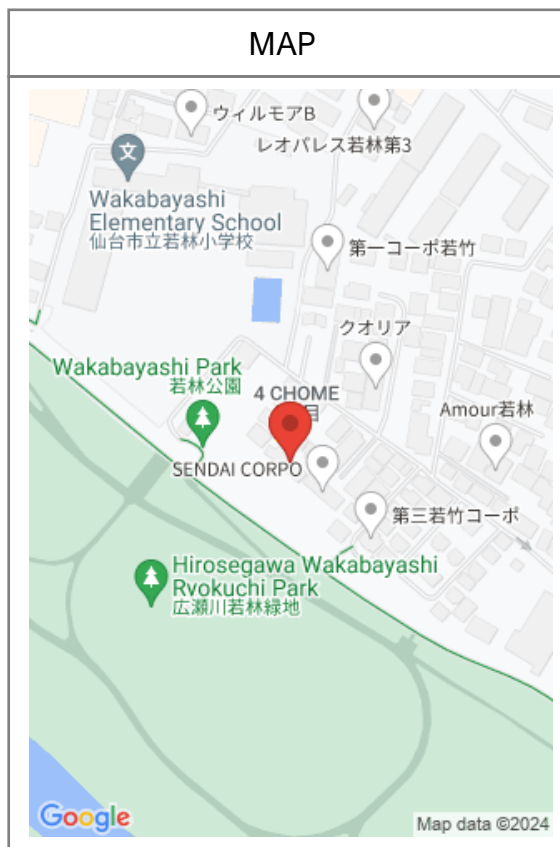 MAP
ウィルモアB
レオパレス若林第3
文
Wakabayashi
Elementary School
仙台市立若林小学校
第一コーポ若竹
クオリア
Wakabayashi Park
若林公園
4 CHOME
目
Amour若林
SENDAI CORPO
第三若竹コーポ
Hirosegawa Wakabayashi
Ryokuchi Park
広瀬川若林緑地
Google
Map data ©2024